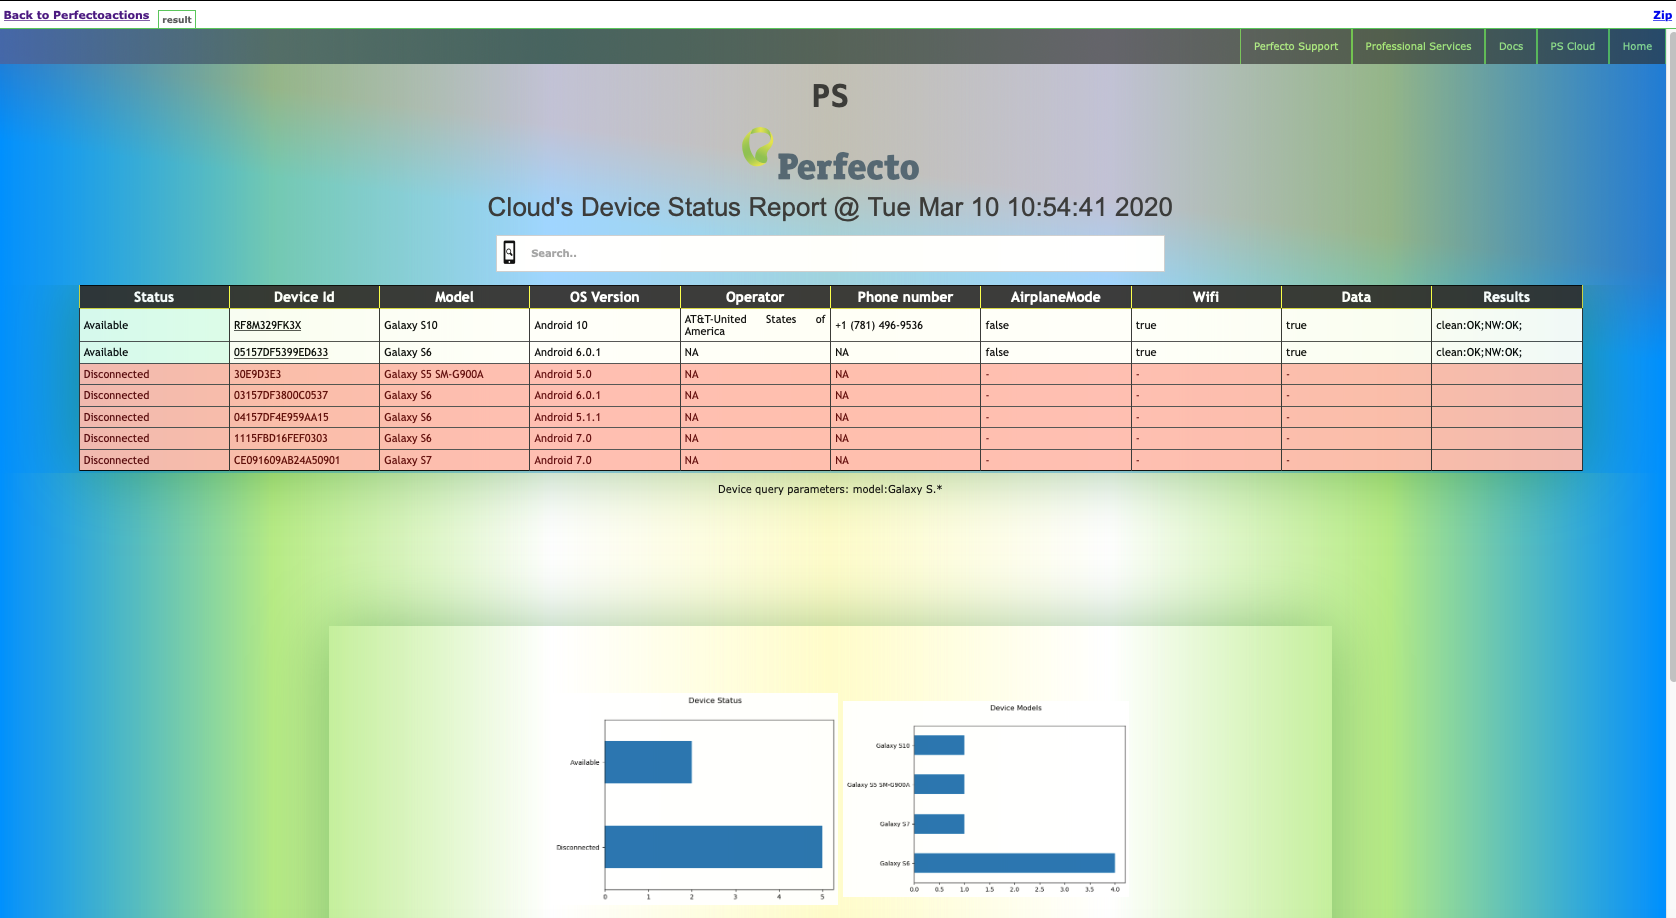 Back to Perfectoactions result Zip
Perfecto Support Professional Services Docs PS Cloud Home
PS
Perfecto
Cloud's Device Status Report @ Tue Mar 10 10:54:41 2020
Search..
Status Device Id Model OS Version Operator Phone number AirplaneMode Wifi Data Results
Available RF8M329FK3X Galaxy S10 Android 10 AT&T-United States of America +1 (781) 496-9536 false true true clean:OK;NW:OK;
Available 05157DF5399ED633 Galaxy S6 Android 6.0.1 NA NA false true true clean:OK;NW:OK;
Disconnected 30E9D3E3 Galaxy S5 SM-G900A Android 5.0 NA NA - - -
Disconnected 03157DF3800C0537 Galaxy S6 Android 6.0.1 NA NA - - -
Disconnected 04157DF4E959AA15 Galaxy S6 Android 5.1.1 NA NA - - -
Disconnected 1115FBD16FEF0303 Galaxy S6 Android 7.0 NA NA - - -
Disconnected CE091609AB24A50901 Galaxy S7 Android 7.0 NA NA - - -
Device query parameters: model:Galaxy S.*
Device Status
Available
Disconnected
0 1 2 3 4 5
Device Models
Galaxy S10
Galaxy S5 SM-G900A
Galaxy S7
Galaxy S6
0.0 0.5 1.0 1.5 2.0 2.5 3.0 3.5 4.0